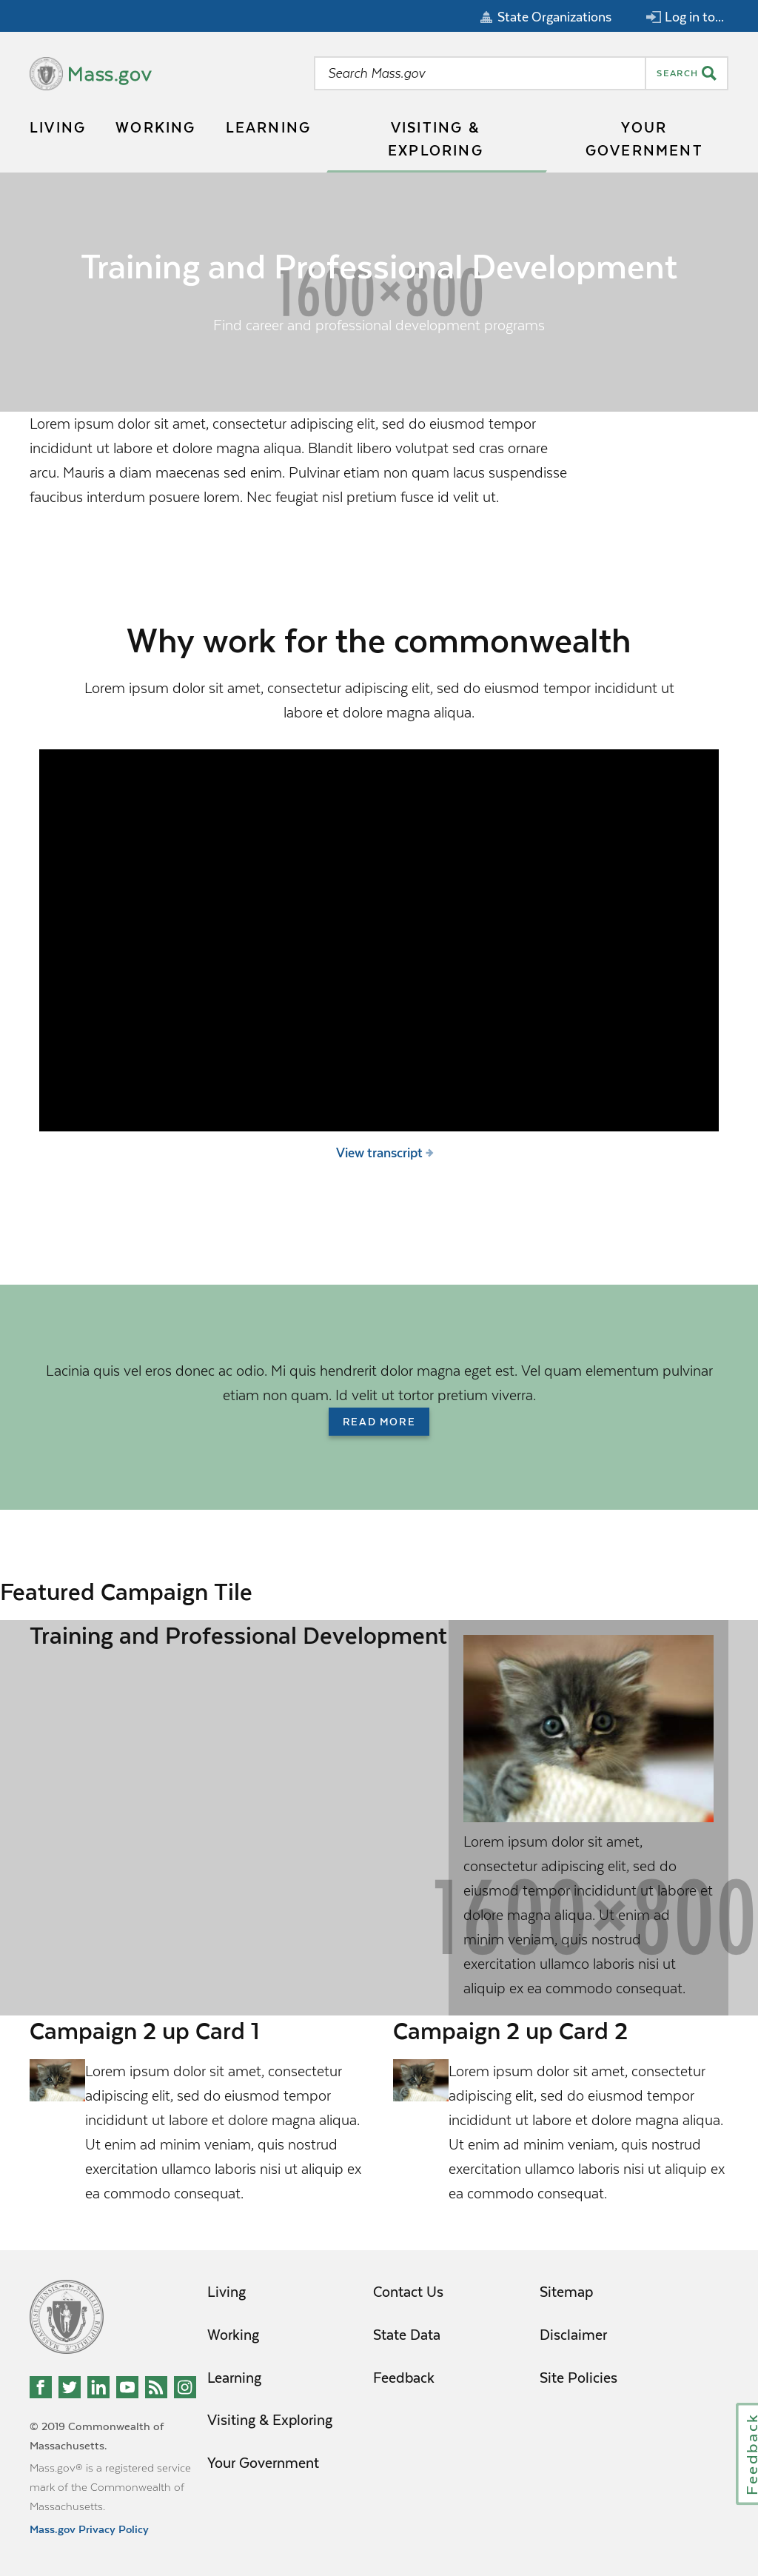 State Organizations
Log in to...
Mass.gov
Search Mass.gov
SEARCH
LIVING
WORKING
LEARNING
VISITING &
EXPLORING
YOUR
GOVERNMENT
Training and Professional Development
1600×800
Find career and professional development programs
Lorem ipsum dolor sit amet, consectetur adipiscing elit, sed do eiusmod tempor
incididunt ut labore et dolore magna aliqua. Blandit libero volutpat sed cras ornare
arcu. Mauris a diam maecenas sed enim. Pulvinar etiam non quam lacus suspendisse
faucibus interdum posuere lorem. Nec feugiat nisl pretium fusce id velit ut.
Why work for the commonwealth
Lorem ipsum dolor sit amet, consectetur adipiscing elit, sed do eiusmod tempor incididunt ut
labore et dolore magna aliqua.
View transcript
Lacinia quis vel eros donec ac odio. Mi quis hendrerit dolor magna eget est. Vel quam elementum pulvinar
etiam non quam. Id velit ut tortor pretium viverra.
READ MORE
Featured Campaign Tile
Training and Professional Development
Lorem ipsum dolor sit amet,
consectetur adipiscing elit, sed do
eiusmod tempor incididunt ut labore et
dolore magna aliqua. Ut enim ad
minim veniam, quis nostrud
exercitation ullamco laboris nisi ut
aliquip ex ea commodo consequat.
1600×800
Campaign 2 up Card 1
Lorem ipsum dolor sit amet, consectetur
adipiscing elit, sed do eiusmod tempor
incididunt ut labore et dolore magna aliqua.
Ut enim ad minim veniam, quis nostrud
exercitation ullamco laboris nisi ut aliquip ex
ea commodo consequat.
Campaign 2 up Card 2
Lorem ipsum dolor sit amet, consectetur
adipiscing elit, sed do eiusmod tempor
incididunt ut labore et dolore magna aliqua.
Ut enim ad minim veniam, quis nostrud
exercitation ullamco laboris nisi ut aliquip ex
ea commodo consequat.
Living
Working
Learning
Visiting & Exploring
Your Government
Contact Us
State Data
Feedback
Sitemap
Disclaimer
Site Policies
© 2019 Commonwealth of
Massachusetts.
Mass.gov® is a registered service
mark of the Commonwealth of
Massachusetts.
Mass.gov Privacy Policy
Feedback